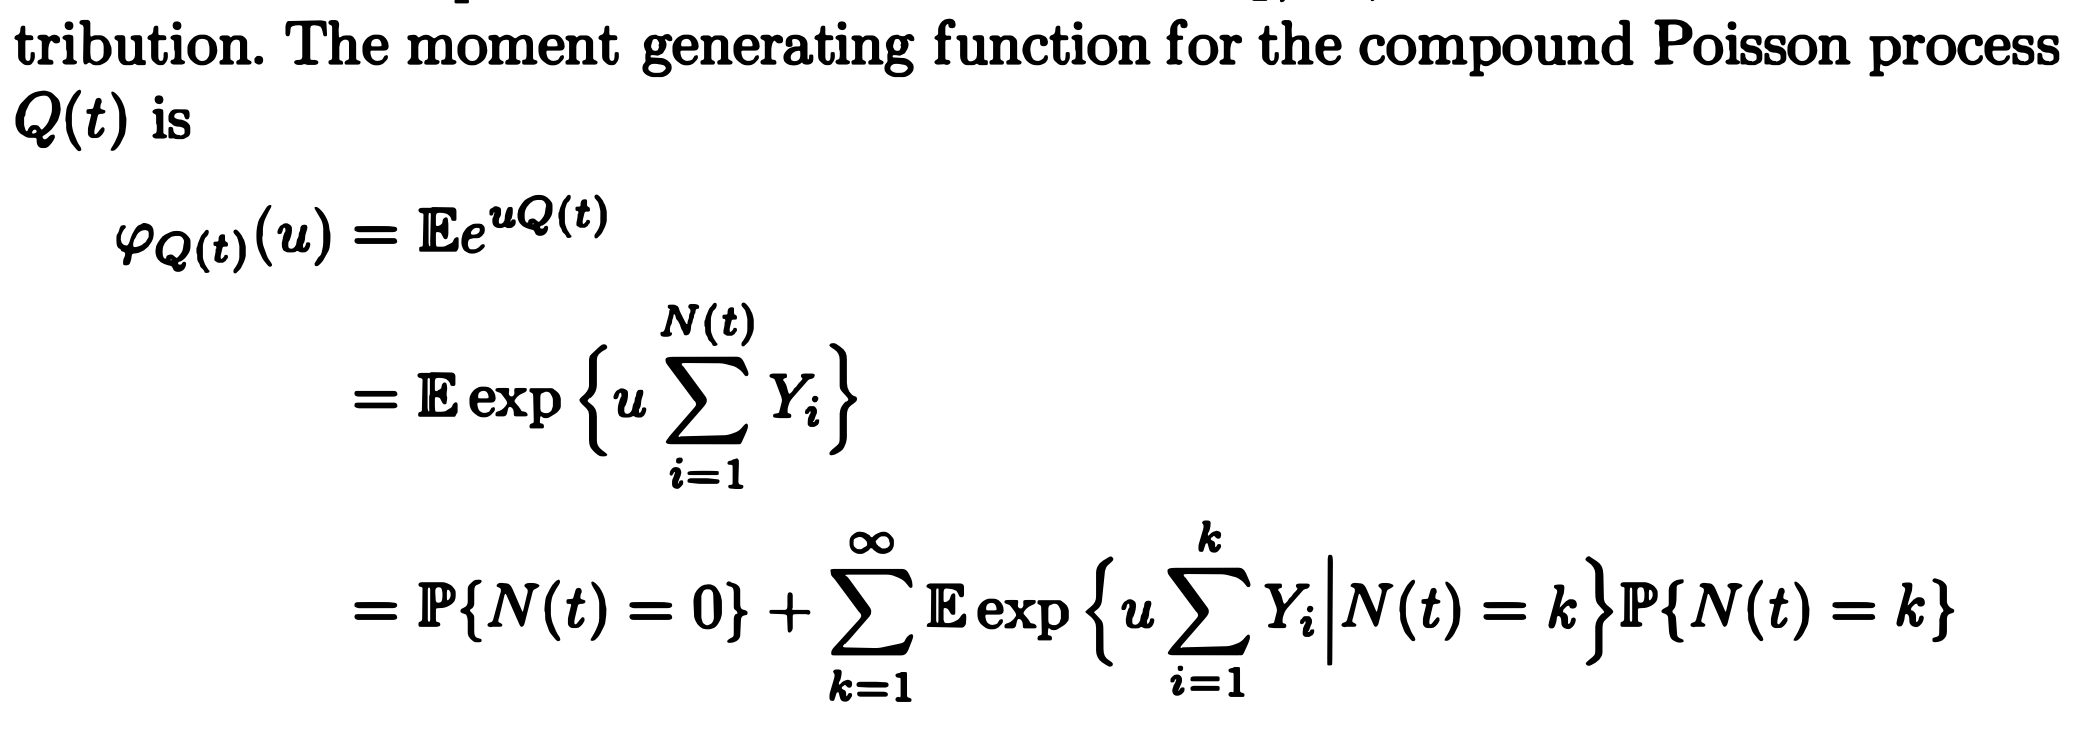 tribution. The moment generating function for the compound Poisson process
Q(t) is
φ_{Q(t)}(u) = 𝔼e^{uQ(t)}
= 𝔼 exp {u ∑_{i=1}^{N(t)} Y_i}
= ℙ{N(t) = 0} + ∑_{k=1}^{∞} 𝔼 exp {u ∑_{i=1}^{k} Y_i | N(t) = k} ℙ{N(t) = k}